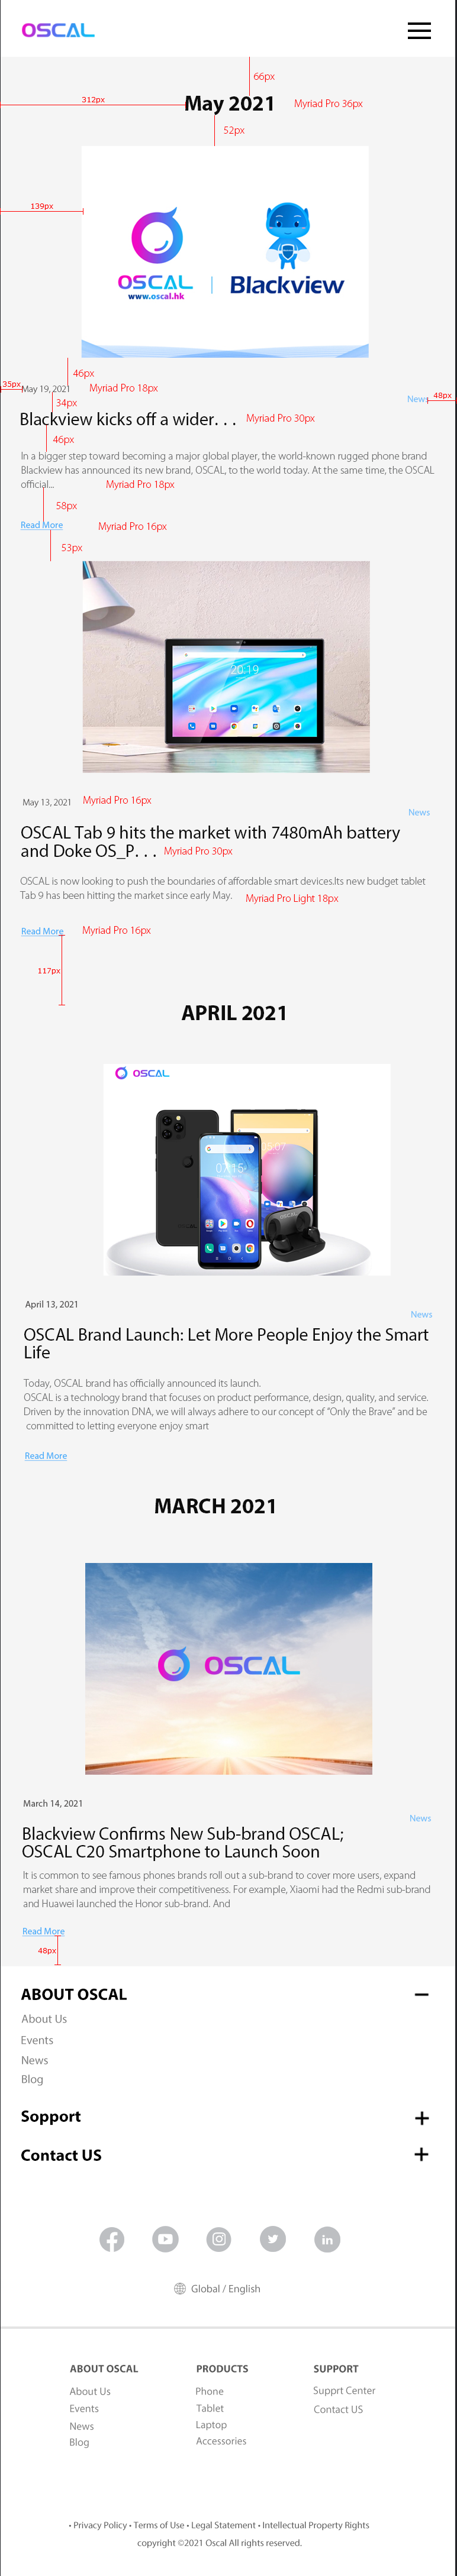 OSCAL
66px
312px
May 2021
Myriad Pro 36px
52px
139px
OSCAL
www.oscal.hk
Blackview
46px
35px
May 19, 2021
Myriad Pro 18px
News
48px
34px
Blackview kicks off a wider. . .
Myriad Pro 30px
46px
In a bigger step toward becoming a major global player, the world-known rugged phone brand
Blackview has announced its new brand, OSCAL, to the world today. At the same time, the OSCAL
official...
Myriad Pro 18px
58px
Read More
Myriad Pro 16px
53px
20:19
May 13, 2021
Myriad Pro 16px
News
OSCAL Tab 9 hits the market with 7480mAh battery
and Doke OS_P. . .
Myriad Pro 30px
OSCAL is now looking to push the boundaries of affordable smart devices.Its new budget tablet
Tab 9 has been hitting the market since early May.
Myriad Pro Light 18px
Read More
Myriad Pro 16px
117px
APRIL 2021
OSCAL
07:15
OSCAL
April 13, 2021
News
OSCAL Brand Launch: Let More People Enjoy the Smart
Life
Today, OSCAL brand has officially announced its launch.
OSCAL is a technology brand that focuses on product performance, design, quality, and service.
Driven by the innovation DNA, we will always adhere to our concept of “Only the Brave” and be
committed to letting everyone enjoy smart
Read More
MARCH 2021
OSCAL
March 14, 2021
News
Blackview Confirms New Sub-brand OSCAL;
OSCAL C20 Smartphone to Launch Soon
It is common to see famous phones brands roll out a sub-brand to cover more users, expand
market share and improve their competitiveness. For example, Xiaomi had the Redmi sub-brand
and Huawei launched the Honor sub-brand. And
Read More
48px
ABOUT OSCAL
About Us
Events
News
Blog
Sopport
Contact US
Global / English
ABOUT OSCAL
About Us
Events
News
Blog
PRODUCTS
Phone
Tablet
Laptop
Accessories
SUPPORT
Supprt Center
Contact US
• Privacy Policy • Terms of Use • Legal Statement • Intellectual Property Rights
copyright ©2021 Oscal All rights reserved.